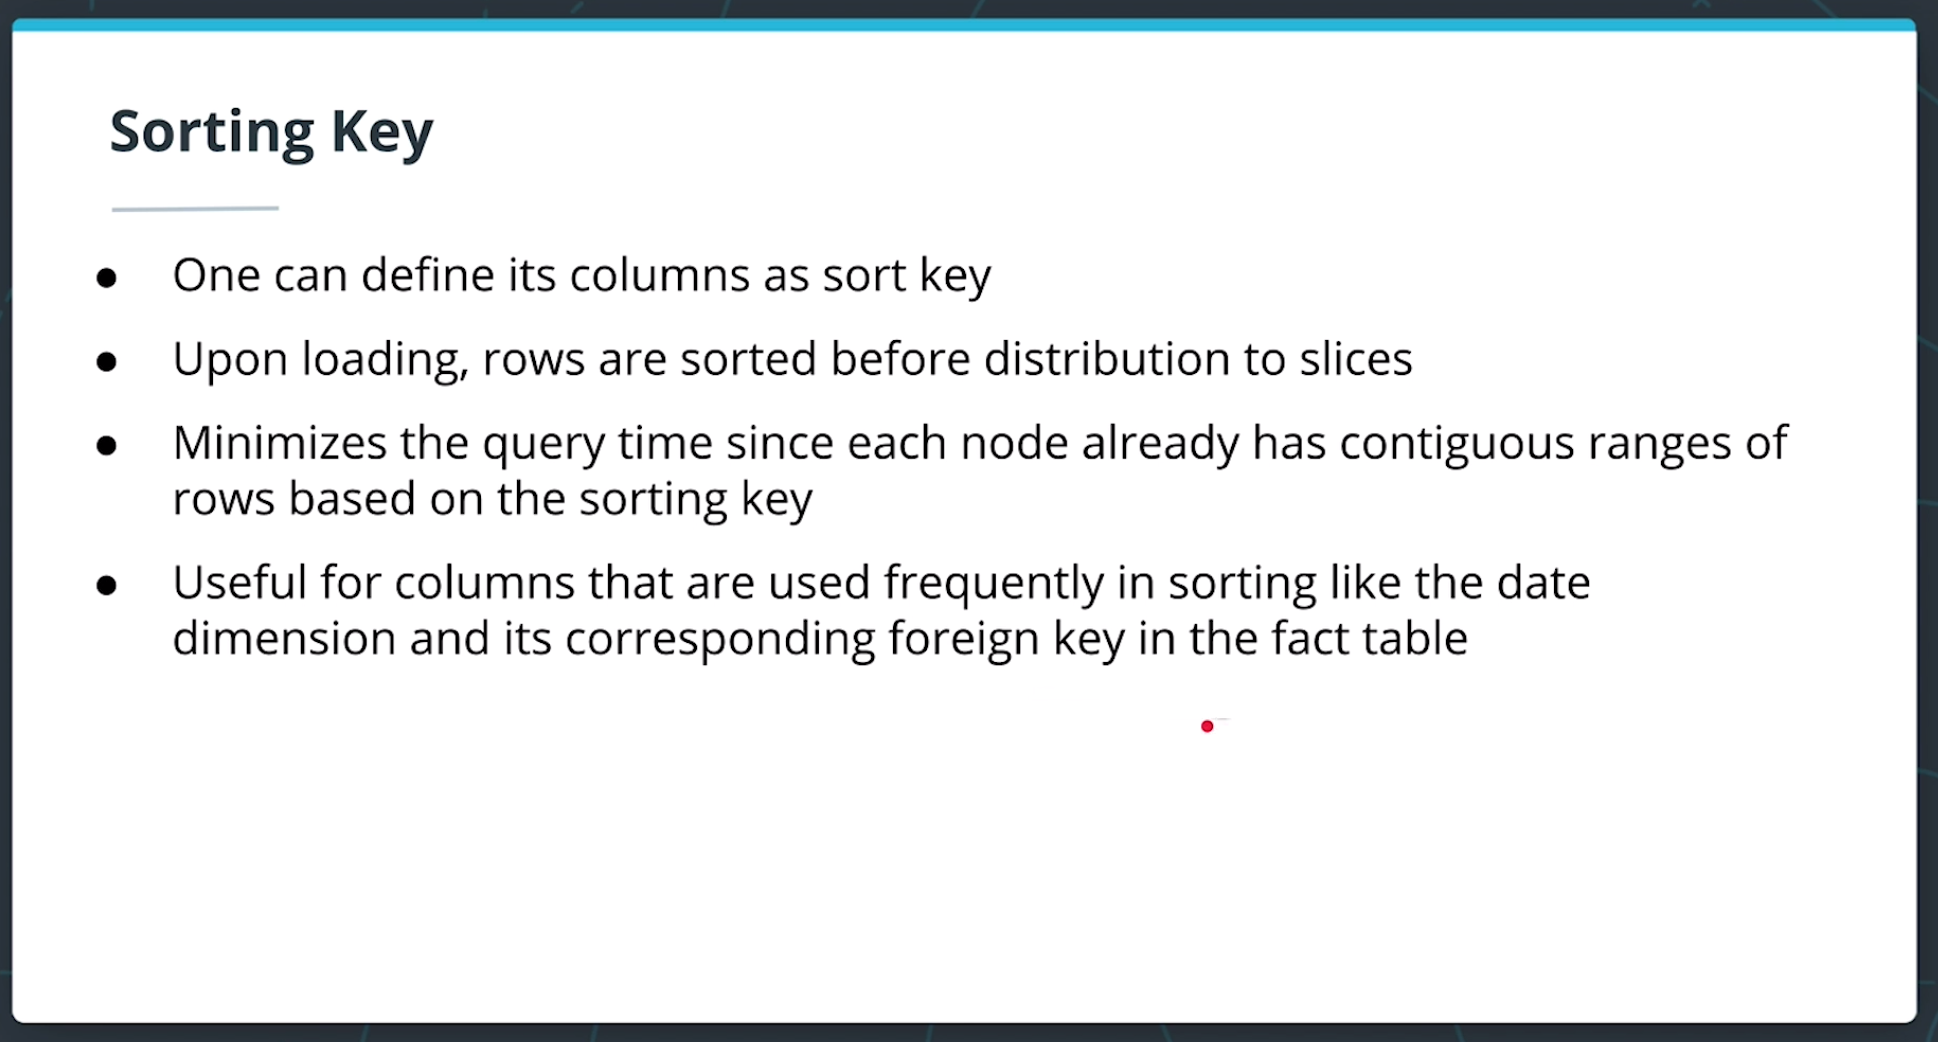 Sorting Key
● One can define its columns as sort key
● Upon loading, rows are sorted before distribution to slices
● Minimizes the query time since each node already has contiguous ranges of
rows based on the sorting key
● Useful for columns that are used frequently in sorting like the date
dimension and its corresponding foreign key in the fact table